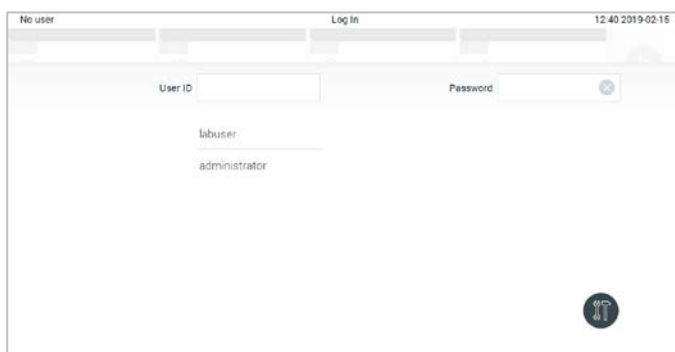 No user Log In 12.40 2019-02-15
User ID Password
labuser
administrator